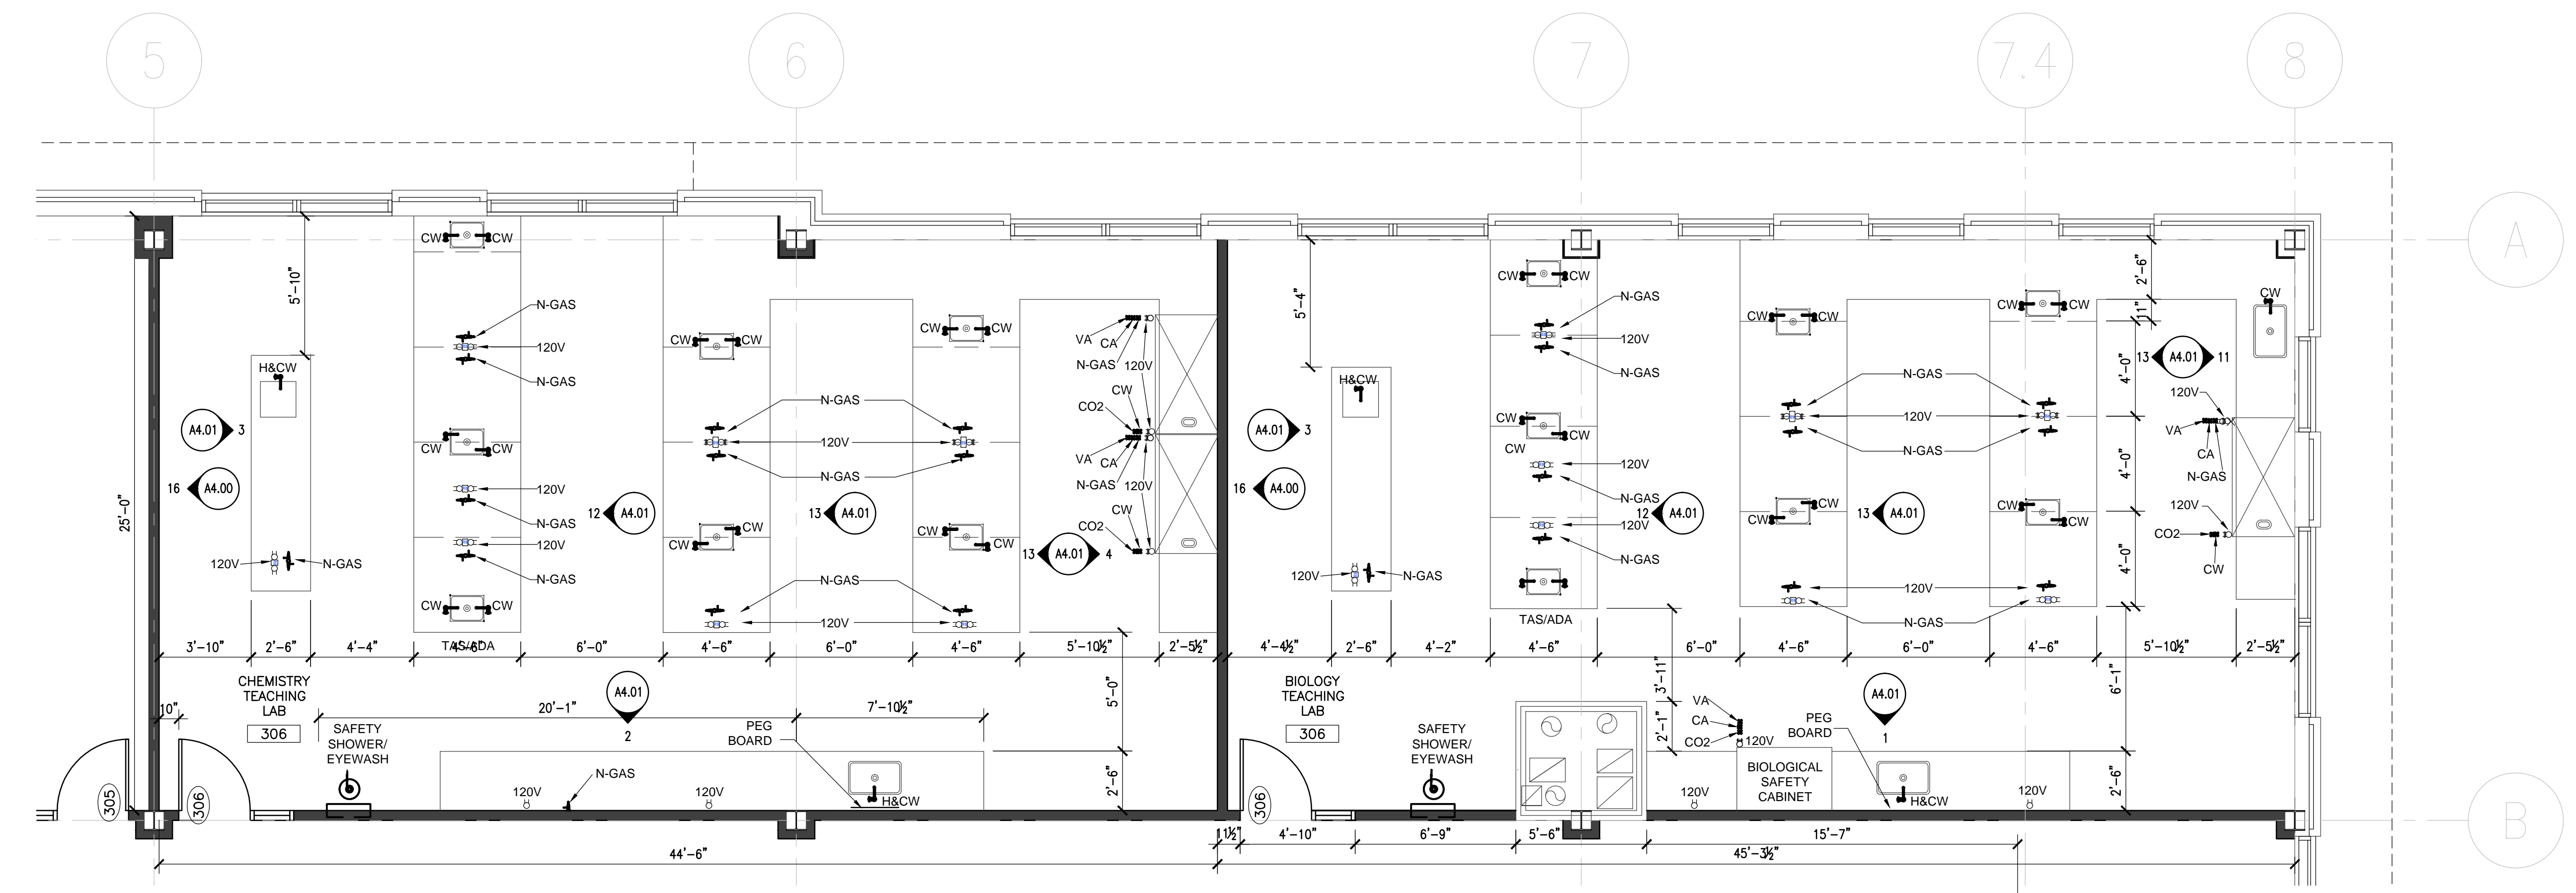 5
6
7
7.4
8
A
B
CW
CW
N-GAS
120V
N-GAS
CW
CW
120V
N-GAS
120V
N-GAS
CW
CW
TAS/ADA
5'-10"
H&CW
A4.01
3
16
A4.00
120V
N-GAS
25'-0"
12
A4.01
CW
CW
CW
CW
N-GAS
120V
N-GAS
13
A4.01
N-GAS
120V
CW
CW
CW
CW
VA
CA
N-GAS
120V
CW
CO2
VA
CA
N-GAS
120V
CW
CO2
13
A4.01
4
3'-10"
2'-6"
4'-4"
4'-6"
6'-0"
4'-6"
6'-0"
4'-6"
5'-10½"
2'-5½"
CHEMISTRY
TEACHING
LAB
306
10"
20'-1"
A4.01
2
7'-10½"
5'-0"
2'-6"
SAFETY
SHOWER/
EYEWASH
PEG
BOARD
120V
N-GAS
120V
H&CW
305
306
44'-6"
5'-4"
H&CW
A4.01
3
16
A4.00
120V
N-GAS
CW
CW
N-GAS
120V
N-GAS
CW
CW
CW
120V
N-GAS
120V
N-GAS
TAS/ADA
12
A4.01
CW
CW
CW
CW
N-GAS
120V
N-GAS
13
A4.01
120V
N-GAS
CW
CW
CW
CW
2'-6"
11"
4'-0"
4'-0"
4'-0"
CW
13
A4.01
11
120V
VA
CA
N-GAS
120V
CO2
CW
4'-4½"
2'-6"
4'-2"
4'-6"
6'-0"
4'-6"
6'-0"
4'-6"
5'-10½"
2'-5½"
BIOLOGY
TEACHING
LAB
306
3'-11"
2'-1"
6'-1"
2'-6"
VA
CA
CO2
120V
A4.01
1
PEG
BOARD
SAFETY
SHOWER/
EYEWASH
120V
BIOLOGICAL
SAFETY
CABINET
H&CW
120V
306
11½"
4'-10"
6'-9"
5'-6"
15'-7"
45'-3½"